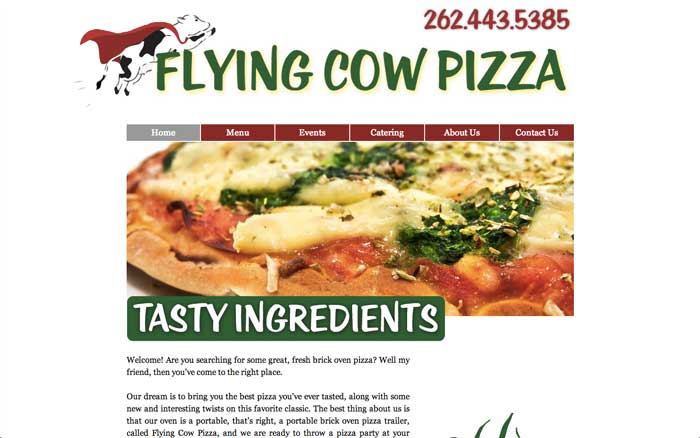 262.443.5385
FLYING COW PIZZA
Home Menu Events Catering About Us Contact Us
TASTY INGREDIENTS
Welcome! Are you searching for some great, fresh brick oven pizza? Well my
friend, then you've come to the right place.
Our dream is to bring you the best pizza you've ever tasted, along with some
new and interesting twists on this favorite classic. The best thing about us is
that our oven is a portable, that's right, a portable brick oven pizza trailer,
called Flying Cow Pizza, and we are ready to throw a pizza party at your